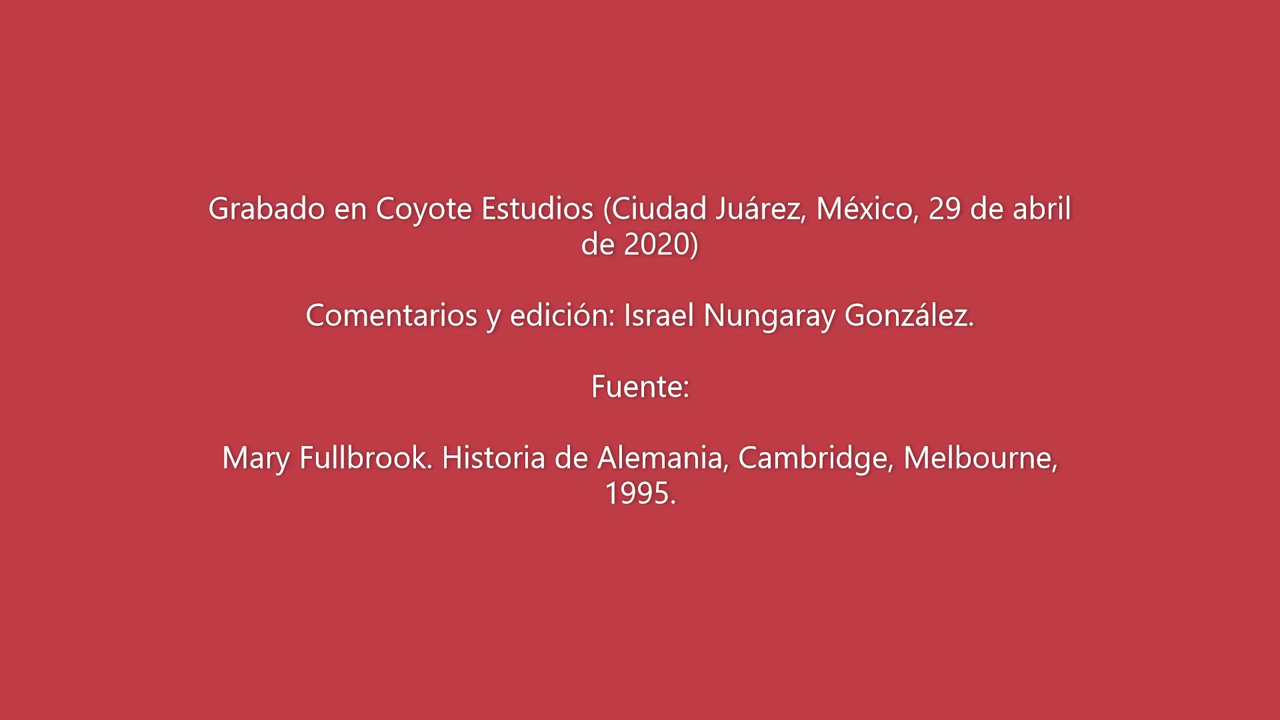 Grabado en Coyote Estudios (Ciudad Juárez, México, 29 de abril
de 2020)
Comentarios y edición: Israel Nungaray González.
Fuente:
Mary Fullbrook. Historia de Alemania, Cambridge, Melbourne,
1995.